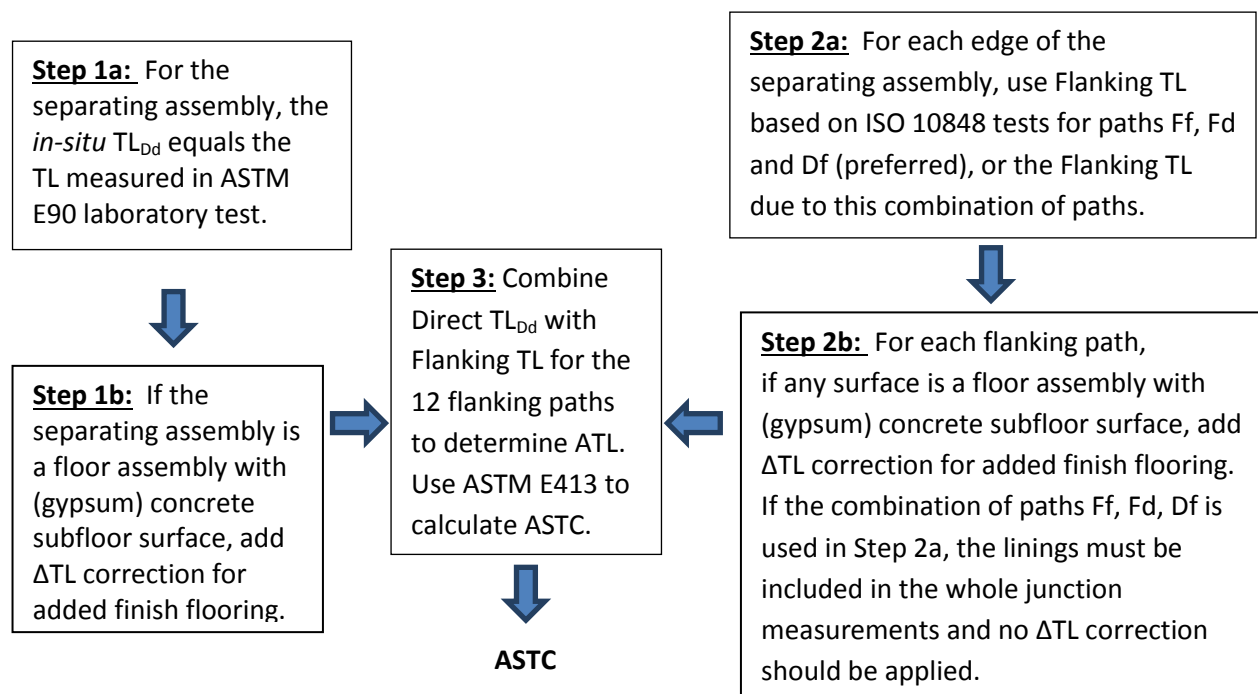 Step 1a: For the
separating assembly, the
in-situ TLDd equals the
TL measured in ASTM
E90 laboratory test.
Step 1b: If the
separating assembly is
a floor assembly with
(gypsum) concrete
subfloor surface, add
ΔTL correction for
added finish flooring.
Step 2a: For each edge of the
separating assembly, use Flanking TL
based on ISO 10848 tests for paths Ff, Fd
and Df (preferred), or the Flanking TL
due to this combination of paths.
Step 2b: For each flanking path,
if any surface is a floor assembly with
(gypsum) concrete subfloor surface, add
ΔTL correction for added finish flooring.
If the combination of paths Ff, Fd, Df is
used in Step 2a, the linings must be
included in the whole junction
measurements and no ΔTL correction
should be applied.
Step 3: Combine
Direct TLDd with
Flanking TL for the
12 flanking paths
to determine ATL.
Use ASTM E413 to
calculate ASTC.
ASTC